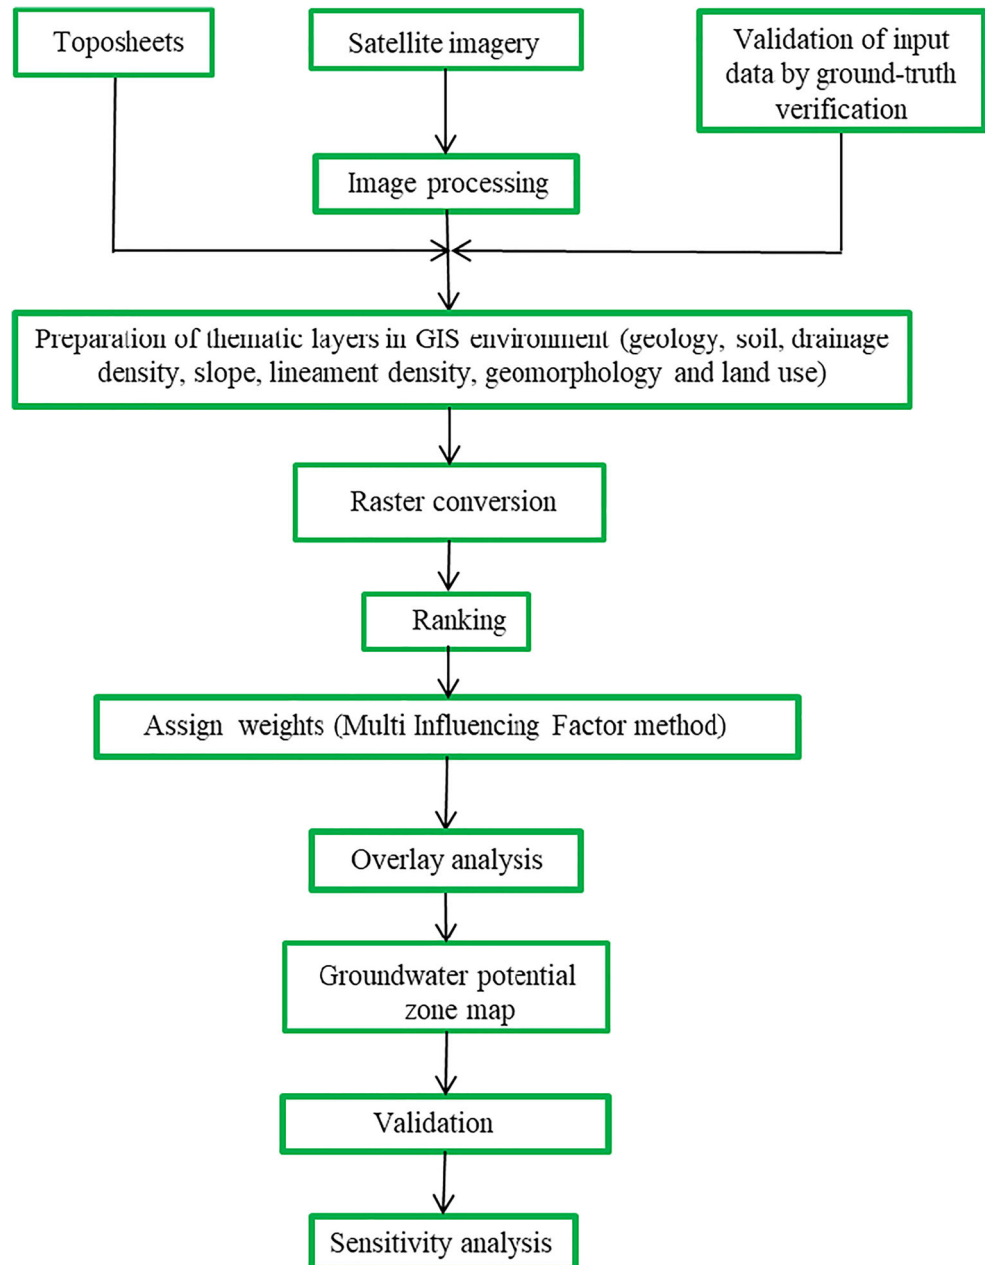 Toposheets
Satellite imagery
Validation of input
data by ground-truth
verification
Image processing
Preparation of thematic layers in GIS environment (geology, soil, drainage
density, slope, lineament density, geomorphology and land use)
Raster conversion
Ranking
Assign weights (Multi Influencing Factor method)
Overlay analysis
Groundwater potential
zone map
Validation
Sensitivity analysis